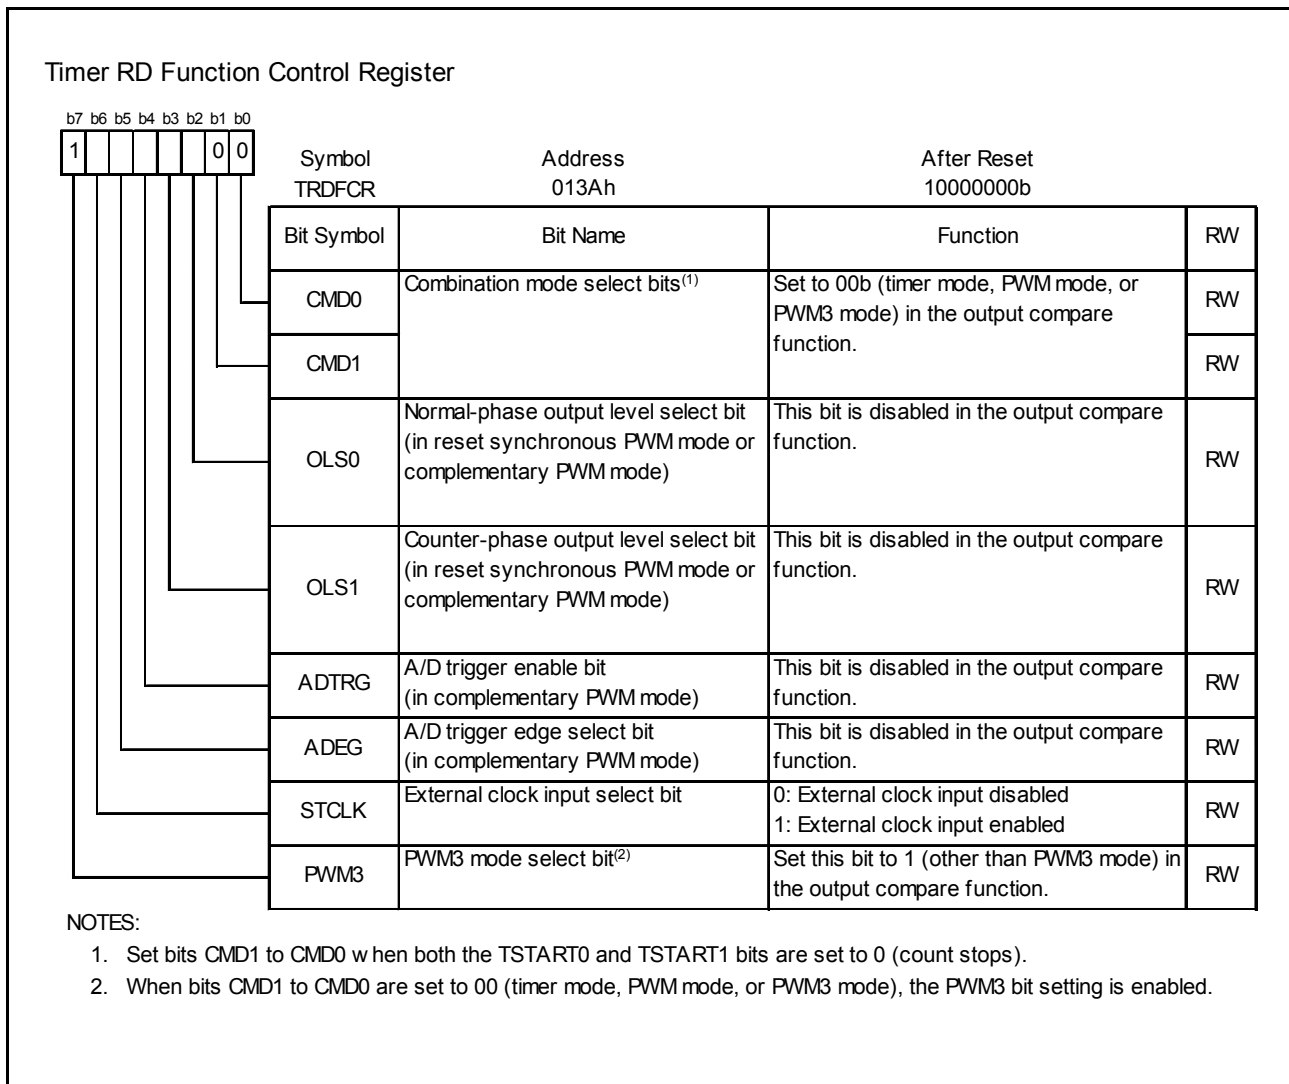 Timer RD Function Control Register
b7 b6 b5 b4 b3 b2 b1 b0
1 0 0
Symbol Address After Reset
TRDFCR 013Ah 10000000b
Bit Symbol Bit Name Function RW
CMD0 Combination mode select bits(1) Set to 00b (timer mode, PWM mode, or RW
PWM3 mode) in the output compare
function.
CMD1 RW
Normal-phase output level select bit This bit is disabled in the output compare
(in reset synchronous PWM mode or function.
OLS0 complementary PWM mode) RW
Counter-phase output level select bit This bit is disabled in the output compare
(in reset synchronous PWM mode or function.
OLS1 complementary PWM mode) RW
ADTRG A/D trigger enable bit This bit is disabled in the output compare RW
(in complementary PWM mode) function.
ADEG A/D trigger edge select bit This bit is disabled in the output compare RW
(in complementary PWM mode) function.
STCLK External clock input select bit 0: External clock input disabled RW
1: External clock input enabled
PWM3 PWM3 mode select bit(2) Set this bit to 1 (other than PWM3 mode) in RW
the output compare function.
NOTES:
1. Set bits CMD1 to CMD0 when both the TSTART0 and TSTART1 bits are set to 0 (count stops).
2. When bits CMD1 to CMD0 are set to 00 (timer mode, PWM mode, or PWM3 mode), the PWM3 bit setting is enabled.